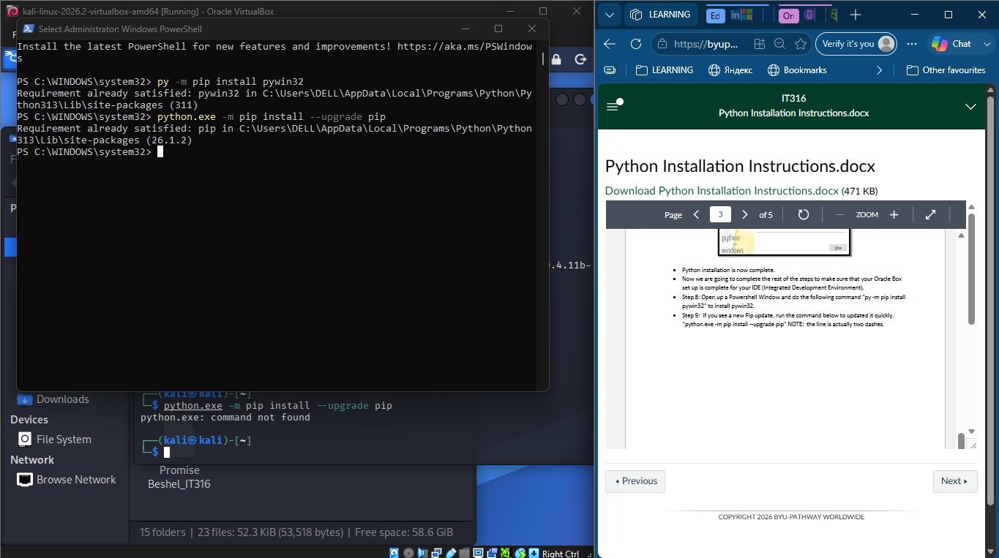 kali-linux-2026.2-virtualbox-amd64 [Running] - Oracle VirtualBox
Select Administrator: Windows PowerShell
Install the latest PowerShell for new features and improvements! https://aka.ms/PSWindow
s
PS C:\WINDOWS\system32> py -m pip install pywin32
Requirement already satisfied: pywin32 in C:\Users\DELL\AppData\Local\Programs\Python\Py
thon313\Lib\site-packages (311)
PS C:\WINDOWS\system32> python.exe -m pip install --upgrade pip
Requirement already satisfied: pip in C:\Users\DELL\AppData\Local\Programs\Python\Python
313\Lib\site-packages (26.1.2)
PS C:\WINDOWS\system32>
.4.11b-
(kali㉿kali)-[~]
$ python.exe -m pip install --upgrade pip
python.exe: command not found
(kali㉿kali)-[~]
$
Downloads
Devices
File System
Network
Browse Network
Promise
Beshel_IT316
15 folders | 23 files: 52.3 KiB (53,518 bytes) | Free space: 58.6 GiB
Right Ctrl
LEARNING
Ed
in
On
https://byup...
Verify it's you
Chat
LEARNING
Яндекс
Bookmarks
Other favourites
IT316
Python Installation Instructions.docx
Python Installation Instructions.docx
Download Python Installation Instructions.docx (471 KB)
Page 3 of 5 ZOOM
python
windows
• Python installation is now complete.
• Now we are going to complete the rest of the steps to make sure that your Oracle Box
set up is complete for your IDE (Integrated Development Environment).
• Step 8: Open up a Powershell Window and do the following command “py -m pip install
pywin32” to install pywin32.
• Step 9: If you see a new Pip update, run the command below to updated it quickly.
“python.exe -m pip install --upgrade pip” NOTE: the line is actually two dashes.
Previous
Next
COPYRIGHT 2026 BYU-PATHWAY WORLDWIDE